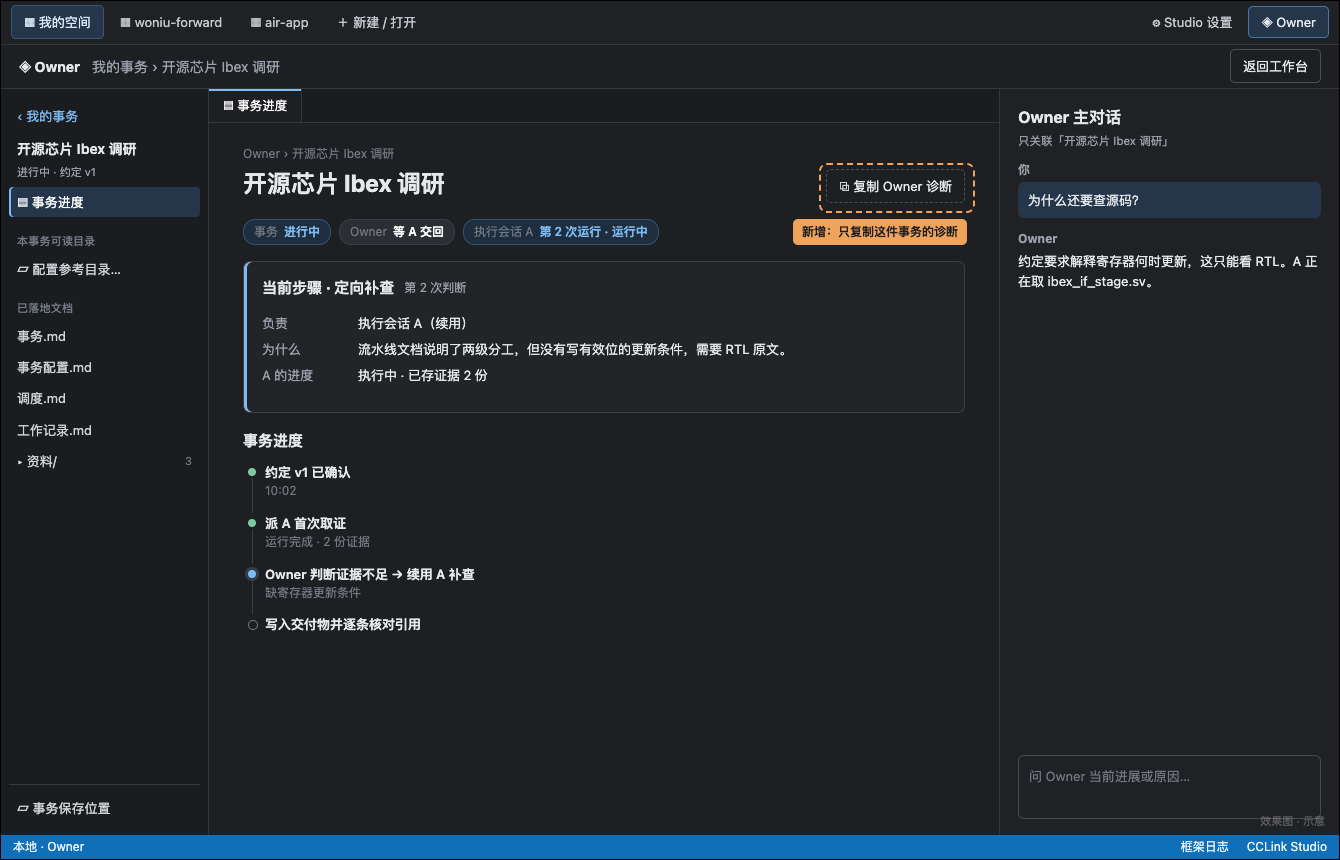 我的空间 woniu-forward air-app + 新建 / 打开 Studio 设置 Owner
Owner 我的事务 › 开源芯片 Ibex 调研 返回工作台
‹ 我的事务
开源芯片 Ibex 调研
进行中 · 约定 v1
事务进度
本事务可读目录
配置参考目录...
已落地文档
事务.md
事务配置.md
调度.md
工作记录.md
资料/ 3
事务保存位置
事务进度
Owner › 开源芯片 Ibex 调研
开源芯片 Ibex 调研
复制 Owner 诊断
事务 进行中 Owner 等 A 交回 执行会话 A 第 2 次运行 · 运行中
新增：只复制这件事务的诊断
当前步骤 · 定向补查 第 2 次判断
负责 执行会话 A（续用）
为什么 流水线文档说明了两级分工，但没有写有效位的更新条件，需要 RTL 原文。
A 的进度 执行中 · 已存证据 2 份
事务进度
约定 v1 已确认
10:02
派 A 首次取证
运行完成 · 2 份证据
Owner 判断证据不足 → 续用 A 补查
缺寄存器更新条件
写入交付物并逐条核对引用
Owner 主对话
只关联「开源芯片 Ibex 调研」
你
为什么还要查源码?
Owner
约定要求解释寄存器何时更新，这只能看 RTL。A 正
在取 ibex_if_stage.sv。
问 Owner 当前进展或原因...
效果图 · 示意
本地 · Owner 框架日志 CCLink Studio